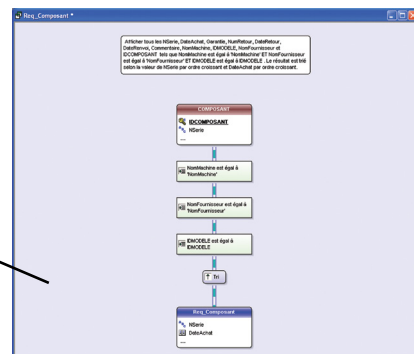 Req_Composant *
Afficher tous les NSerie, DateAchat, Garantie, NumRetour, DateRetour,
DateRenvoi, Commentaire, NomMachine, IDMODELE, NomFournisseur et
IDCOMPOSANT tels que NomMachine est égal à 'NomMachine' ET NomFournisseur
est égal à 'NomFournisseur' ET IDMODELE est égal à IDMODELE . Le résultat est trié
selon la valeur de NSerie par ordre croissant et DateAchat par ordre croissant.
COMPOSANT
IDCOMPOSANT
NSerie
...
NomMachine est égal à
'NomMachine'
NomFournisseur est égal à
'NomFournisseur'
IDMODELE est égal à
IDMODELE
Tri
Req_Composant
NSerie
DateAchat
...